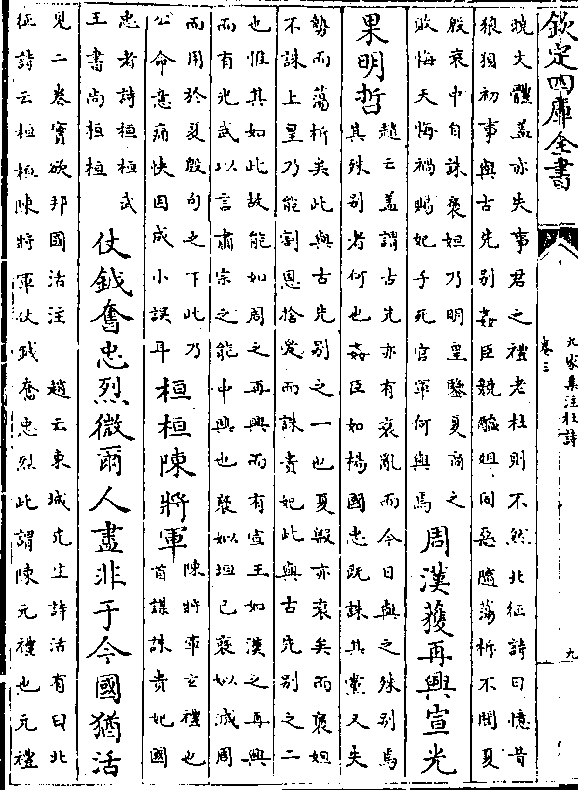 欽定四庫全書
九家集注杜詩
卷三
九
曉文體蓋亦失事君之禮老杜則不然北征詩曰憶昔
狼狽初事與古先别姦臣競醢俎同惡隨蕩析不聞夏
殷衰中自誅褒妲乃明皇鑒夏商之
敗悔天悔禍賜妃子死官軍何與焉
周漢獲再興宣光
果明哲
趙云蓋謂古先亦有衰亂而今日與之殊别焉
其殊别者何也姦臣如楊國忠既誅其黨又失
勢而蕩析矣此與古先别之一也夏殷亦衰矣而褒妲
不誅上皇乃能割恩捨愛而誅貴妃此與古先别之二
也惟其如此故能如周之再興而有宣王如漢之再興
而有光武以言肅宗之能中興也褒姒妲已褒姒滅周
而用於夏殷句之下此乃
公命意痛快因成小誤耳
桓桓陳將軍
陳將軍玄禮也
首謀誅貴妃國
忠者詩桓桓武
王書尚桓桓
仗鉞奮忠烈微爾人盡非于今國猶活
見二卷實欲邦國活注 趙云東坡先生詩話有曰北
征詩云桓桓陳將軍仗鉞奮忠烈此謂陳元禮也元禮